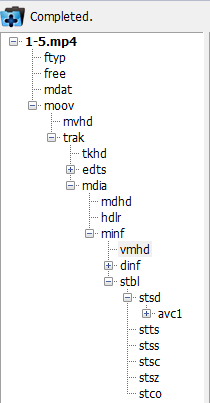 Completed.
1-5.mp4
ftyp
free
mdat
moov
mvhd
trak
tkhd
edts
mdia
mdhd
hdlr
minf
vmhd
dinf
stbl
stsd
avc1
stts
stss
stsc
stsz
stco